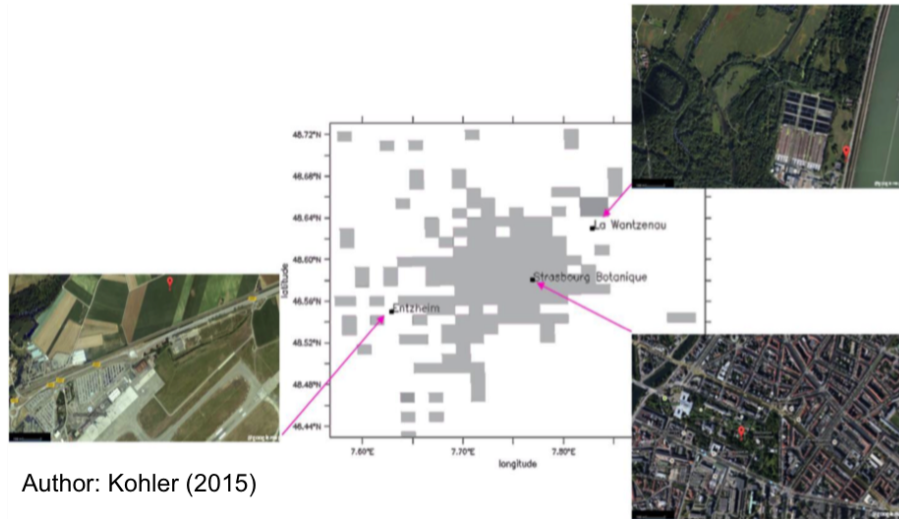 48.72°N
48.68°N
48.64°N
La Wantzenau
48.60°N
Strasbourg Botanique
latitude
48.56°N
Entzheim
48.52°N
48.48°N
48.44°N
7.60°E 7.70°E 7.80°E
longitude
Author: Kohler (2015)